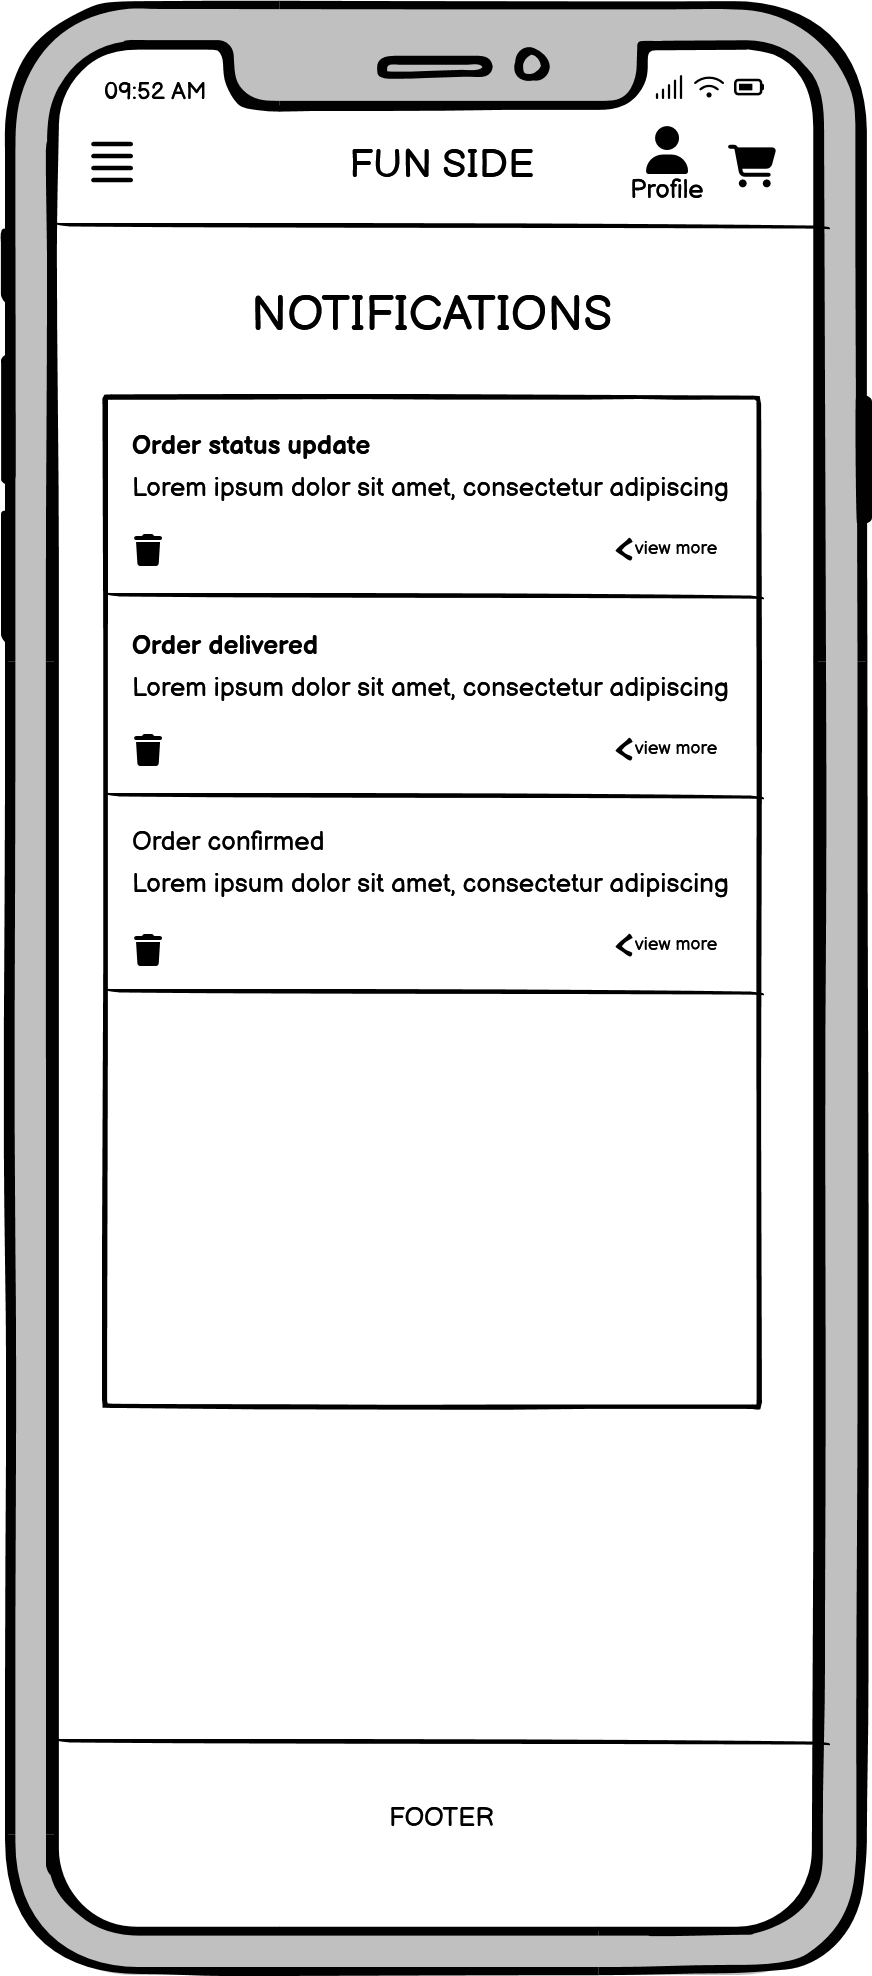 09:52 AM
FUN SIDE
Profile
NOTIFICATIONS
Order status update
Lorem ipsum dolor sit amet, consectetur adipiscing
view more
Order delivered
Lorem ipsum dolor sit amet, consectetur adipiscing
view more
Order confirmed
Lorem ipsum dolor sit amet, consectetur adipiscing
view more
FOOTER